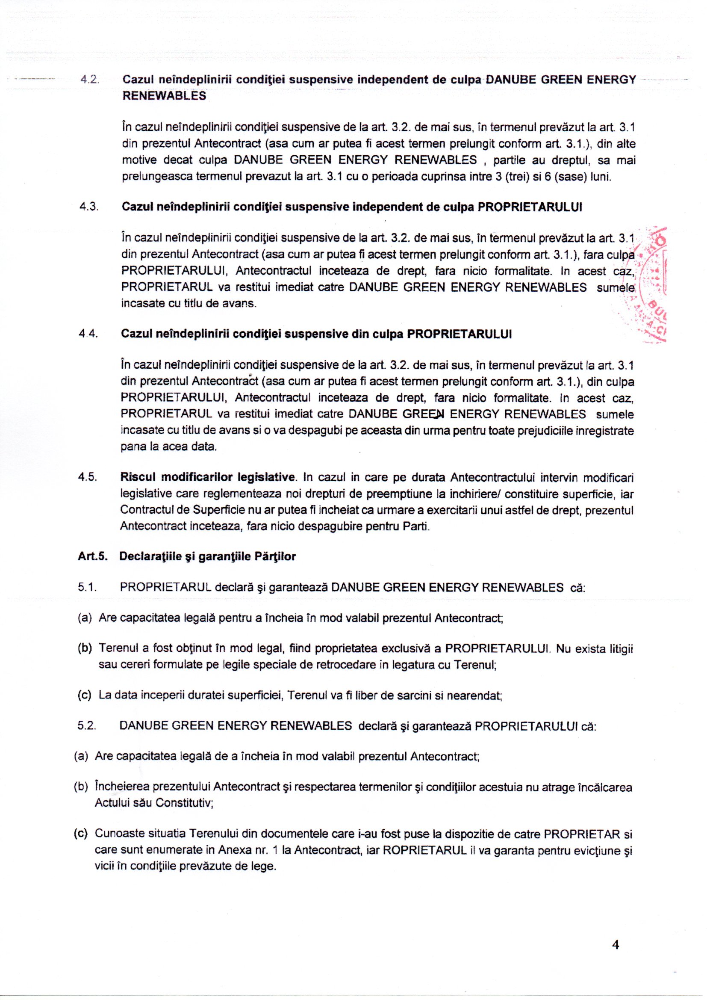 4.2. Cazul neîndeplinirii condiţiei suspensive independent de culpa DANUBE GREEN ENERGY
RENEWABLES
În cazul neîndeplinirii condiţiei suspensive de la art. 3.2. de mai sus, în termenul prevăzut la art. 3.1
din prezentul Antecontract (asa cum ar putea fi acest termen prelungit conform art. 3.1.), din alte
motive decat culpa DANUBE GREEN ENERGY RENEWABLES , partile au dreptul, sa mai
prelungeasca termenul prevazut la art. 3.1 cu o perioada cuprinsa intre 3 (trei) si 6 (sase) luni.
4.3. Cazul neîndeplinirii condiţiei suspensive independent de culpa PROPRIETARULUI
În cazul neîndeplinirii condiţiei suspensive de la art. 3.2. de mai sus, în termenul prevăzut la art. 3.1
din prezentul Antecontract (asa cum ar putea fi acest termen prelungit conform art. 3.1.), fara culpa
PROPRIETARULUI, Antecontractul inceteaza de drept, fara nicio formalitate. In acest caz,
PROPRIETARUL va restitui imediat catre DANUBE GREEN ENERGY RENEWABLES sumele
incasate cu titlu de avans.
4.4. Cazul neîndeplinirii condiţiei suspensive din culpa PROPRIETARULUI
În cazul neîndeplinirii condiţiei suspensive de la art. 3.2. de mai sus, în termenul prevăzut la art. 3.1
din prezentul Antecontract (asa cum ar putea fi acest termen prelungit conform art. 3.1.), din culpa
PROPRIETARULUI, Antecontractul inceteaza de drept, fara nicio formalitate. In acest caz,
PROPRIETARUL va restitui imediat catre DANUBE GREEN ENERGY RENEWABLES sumele
incasate cu titlu de avans si o va despagubi pe aceasta din urma pentru toate prejudiciile inregistrate
pana la acea data.
4.5. Riscul modificarilor legislative. In cazul in care pe durata Antecontractului intervin modificari
legislative care reglementeaza noi drepturi de preemptiune la inchiriere/ constituire superficie, iar
Contractul de Superficie nu ar putea fi incheiat ca urmare a exercitarii unui astfel de drept, prezentul
Antecontract inceteaza, fara nicio despagubire pentru Parti.
Art.5. Declaraţiile şi garanţiile Părţilor
5.1. PROPRIETARUL declară şi garantează DANUBE GREEN ENERGY RENEWABLES că:
(a) Are capacitatea legală pentru a încheia în mod valabil prezentul Antecontract;
(b) Terenul a fost obţinut în mod legal, fiind proprietatea exclusivă a PROPRIETARULUI. Nu exista litigii
sau cereri formulate pe legile speciale de retrocedare in legatura cu Terenul;
(c) La data inceperii duratei superficiei, Terenul va fi liber de sarcini si nearendat;
5.2. DANUBE GREEN ENERGY RENEWABLES declară şi garantează PROPRIETARULUI că:
(a) Are capacitatea legală de a încheia în mod valabil prezentul Antecontract;
(b) Încheierea prezentului Antecontract şi respectarea termenilor şi condiţiilor acestuia nu atrage încălcarea
Actului său Constitutiv;
(c) Cunoaste situatia Terenului din documentele care i-au fost puse la dispozitie de catre PROPRIETAR si
care sunt enumerate in Anexa nr. 1 la Antecontract, iar ROPRIETARUL il va garanta pentru evicţiune şi
vicii în condiţiile prevăzute de lege.
4